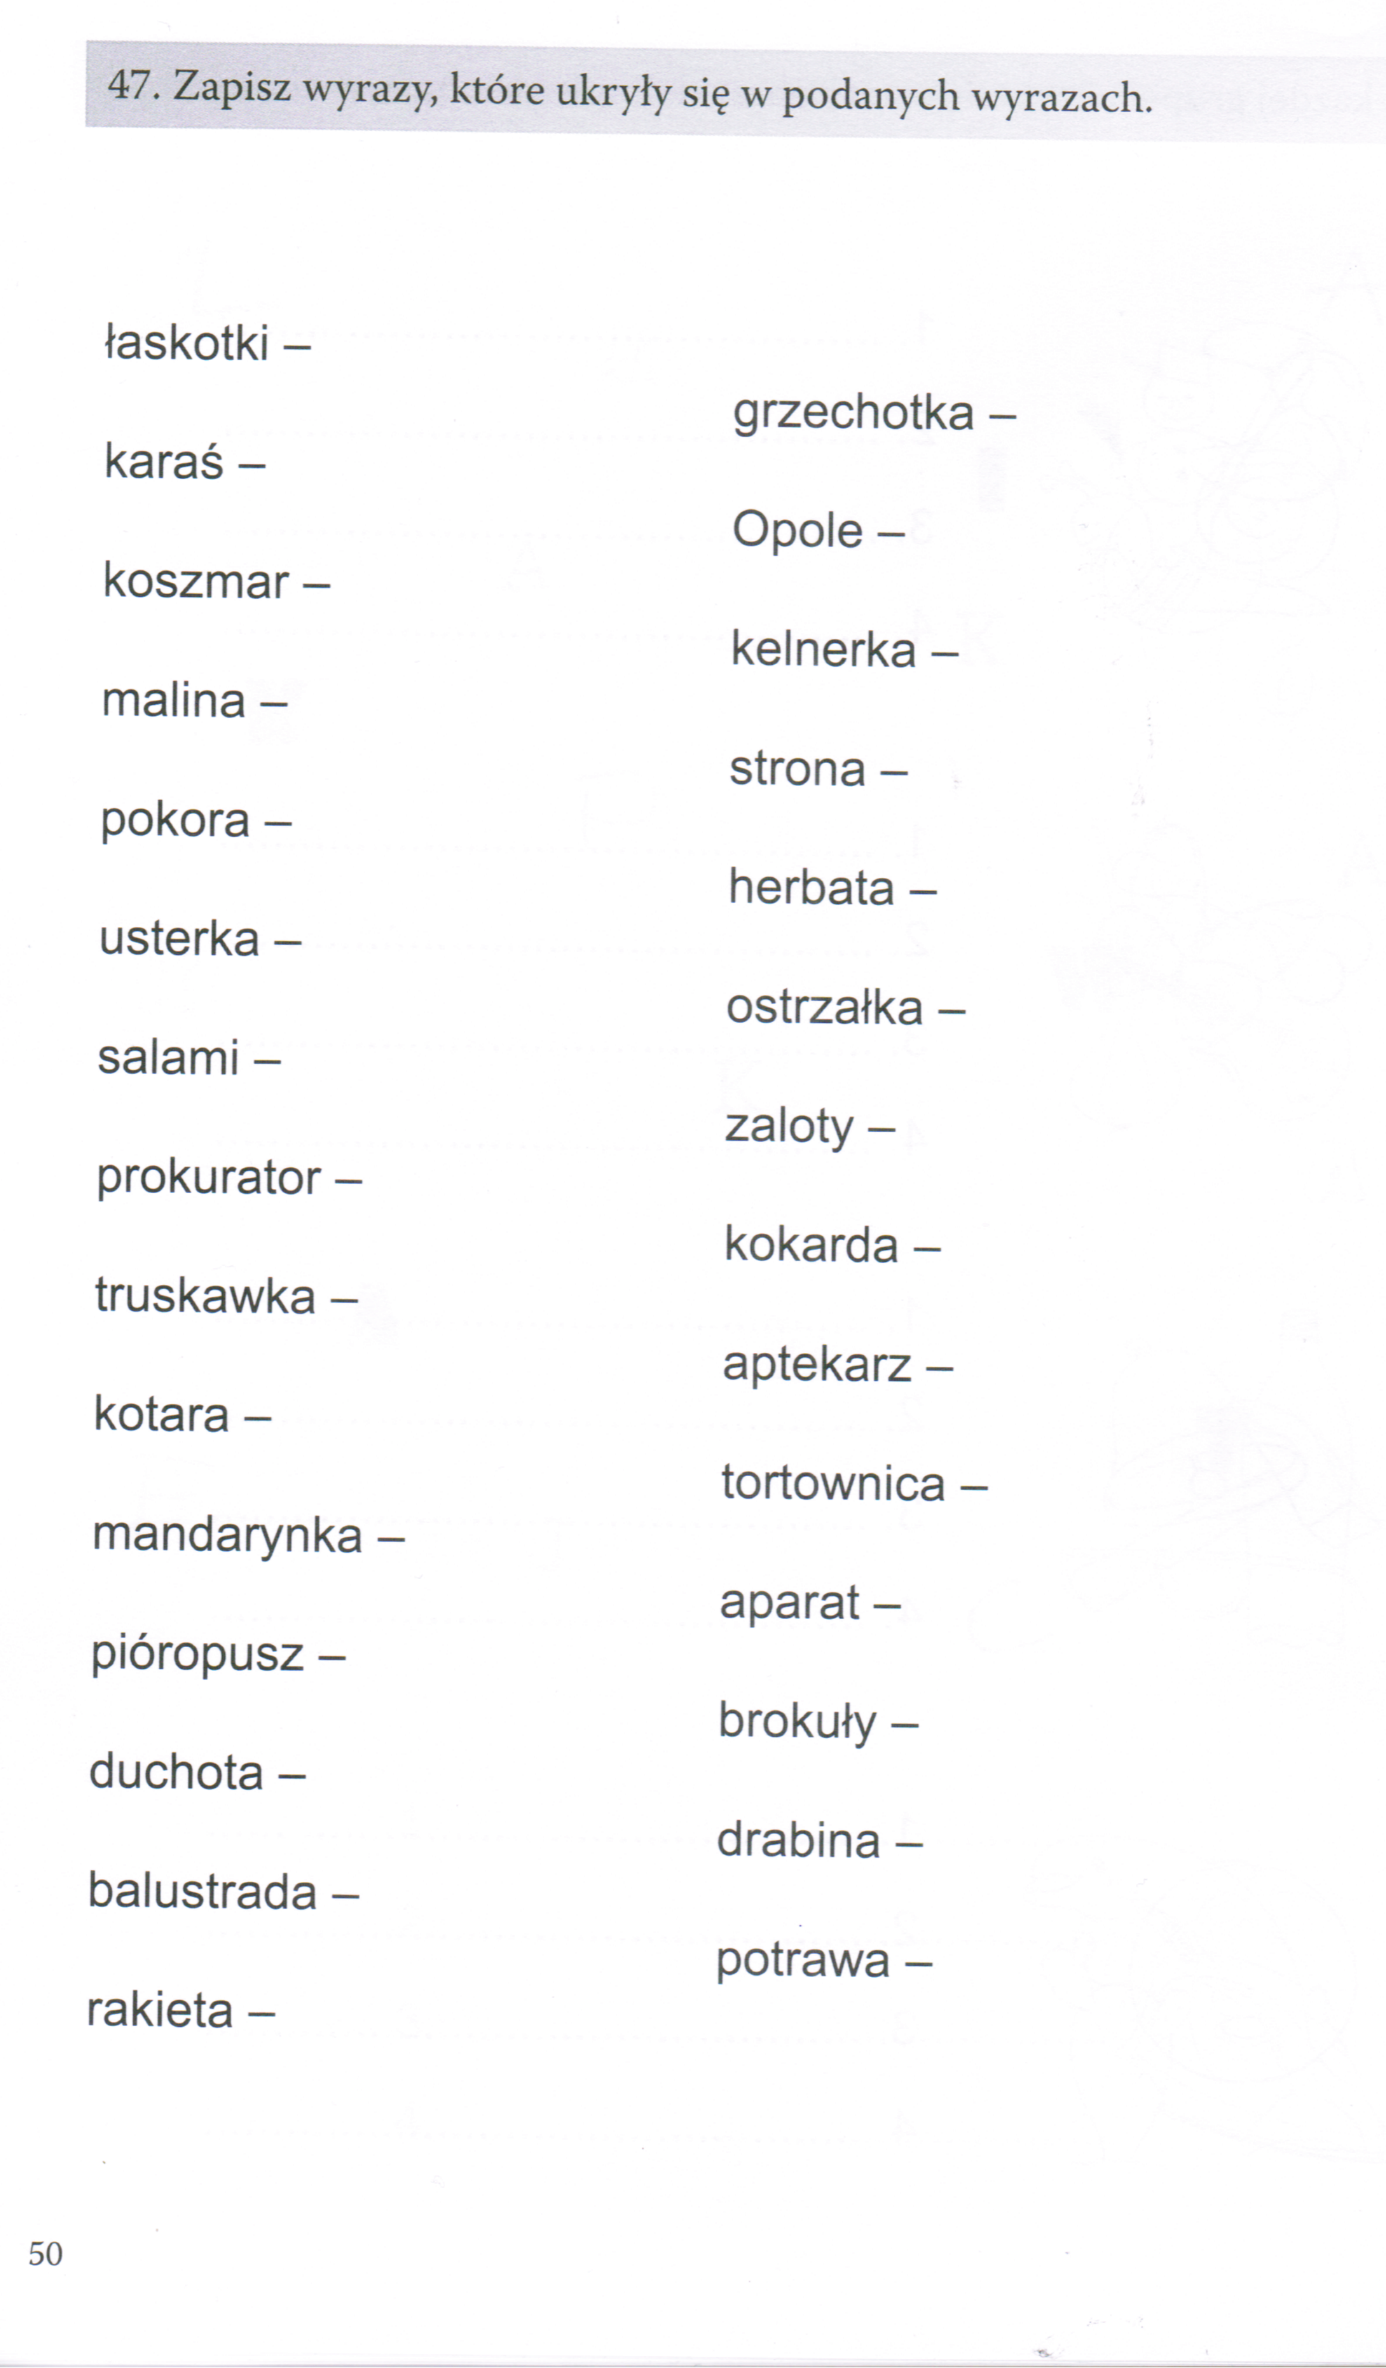 47. Zapisz wyrazy, które ukryły się w podanych wyrazach.
łaskotki –
karaś –
koszmar –
malina –
pokora –
usterka –
salami –
prokurator –
truskawka –
kotara –
mandarynka –
pióropusz –
duchota –
balustrada –
rakieta –
grzechotka –
Opole –
kelnerka –
strona –
herbata –
ostrzałka –
zaloty –
kokarda –
aptekarz –
tortownica –
aparat –
brokuły –
drabina –
potrawa –
50